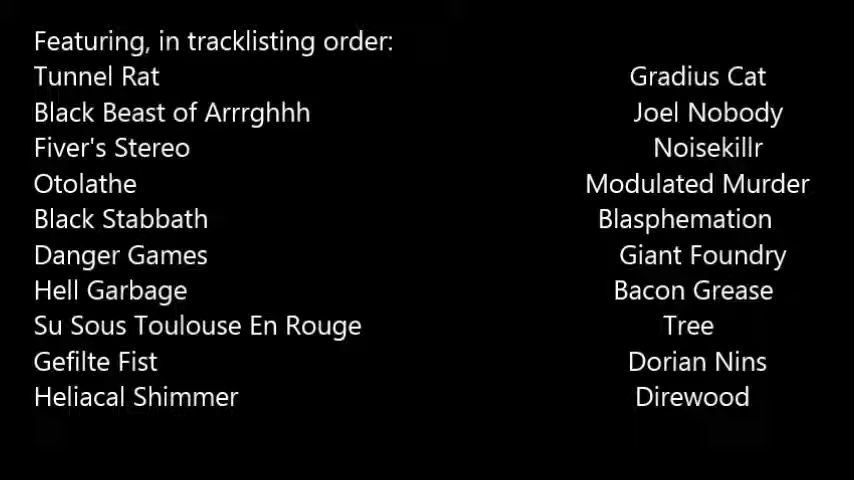 Featuring, in tracklisting order:
Tunnel Rat
Black Beast of Arrrghhh
Fiver's Stereo
Otolathe
Black Stabbath
Danger Games
Hell Garbage
Su Sous Toulouse En Rouge
Gefilte Fist
Heliacal Shimmer
Gradius Cat
Joel Nobody
Noisekillr
Modulated Murder
Blasphemation
Giant Foundry
Bacon Grease
Tree
Dorian Nins
Direwood